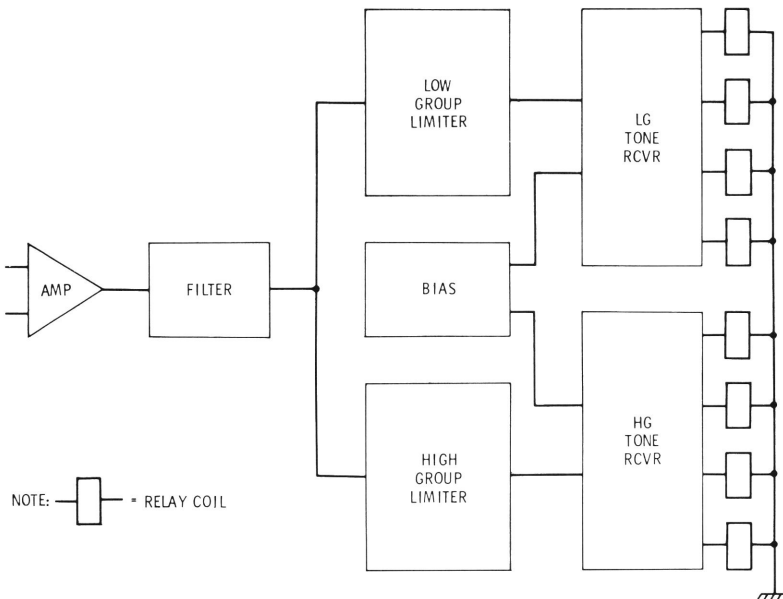 LOW
GROUP
LIMITER
LG
TONE
RCVR
AMP
FILTER
BIAS
HIGH
GROUP
LIMITER
HG
TONE
RCVR
NOTE: = RELAY COIL